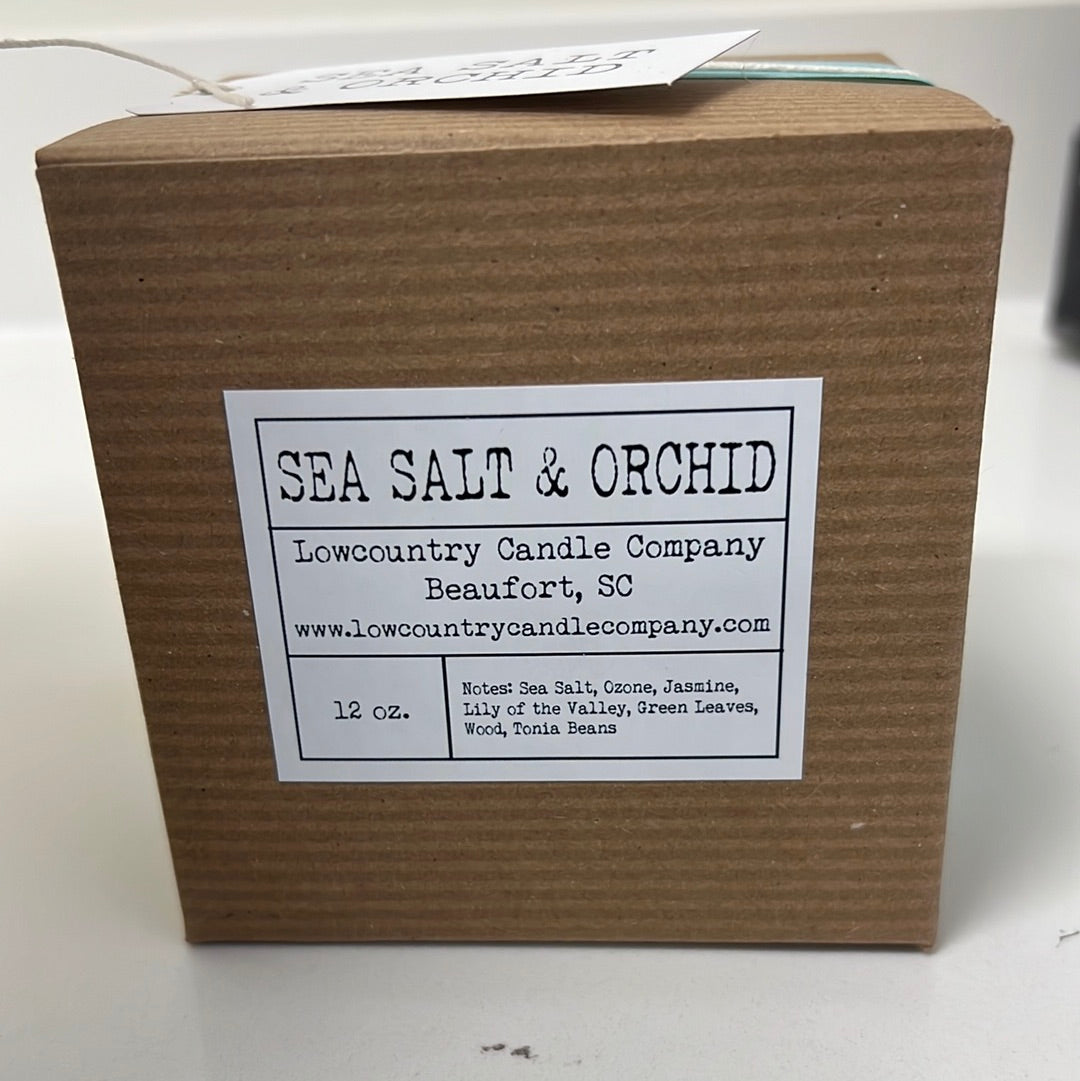 SEA SALT
& ORCHID
SEA SALT & ORCHID
Lowcountry Candle Company
Beaufort, SC
www.lowcountrycandlecompany.com
12 oz.
Notes: Sea Salt, Ozone, Jasmine,
Lily of the Valley, Green Leaves,
Wood, Tonia Beans